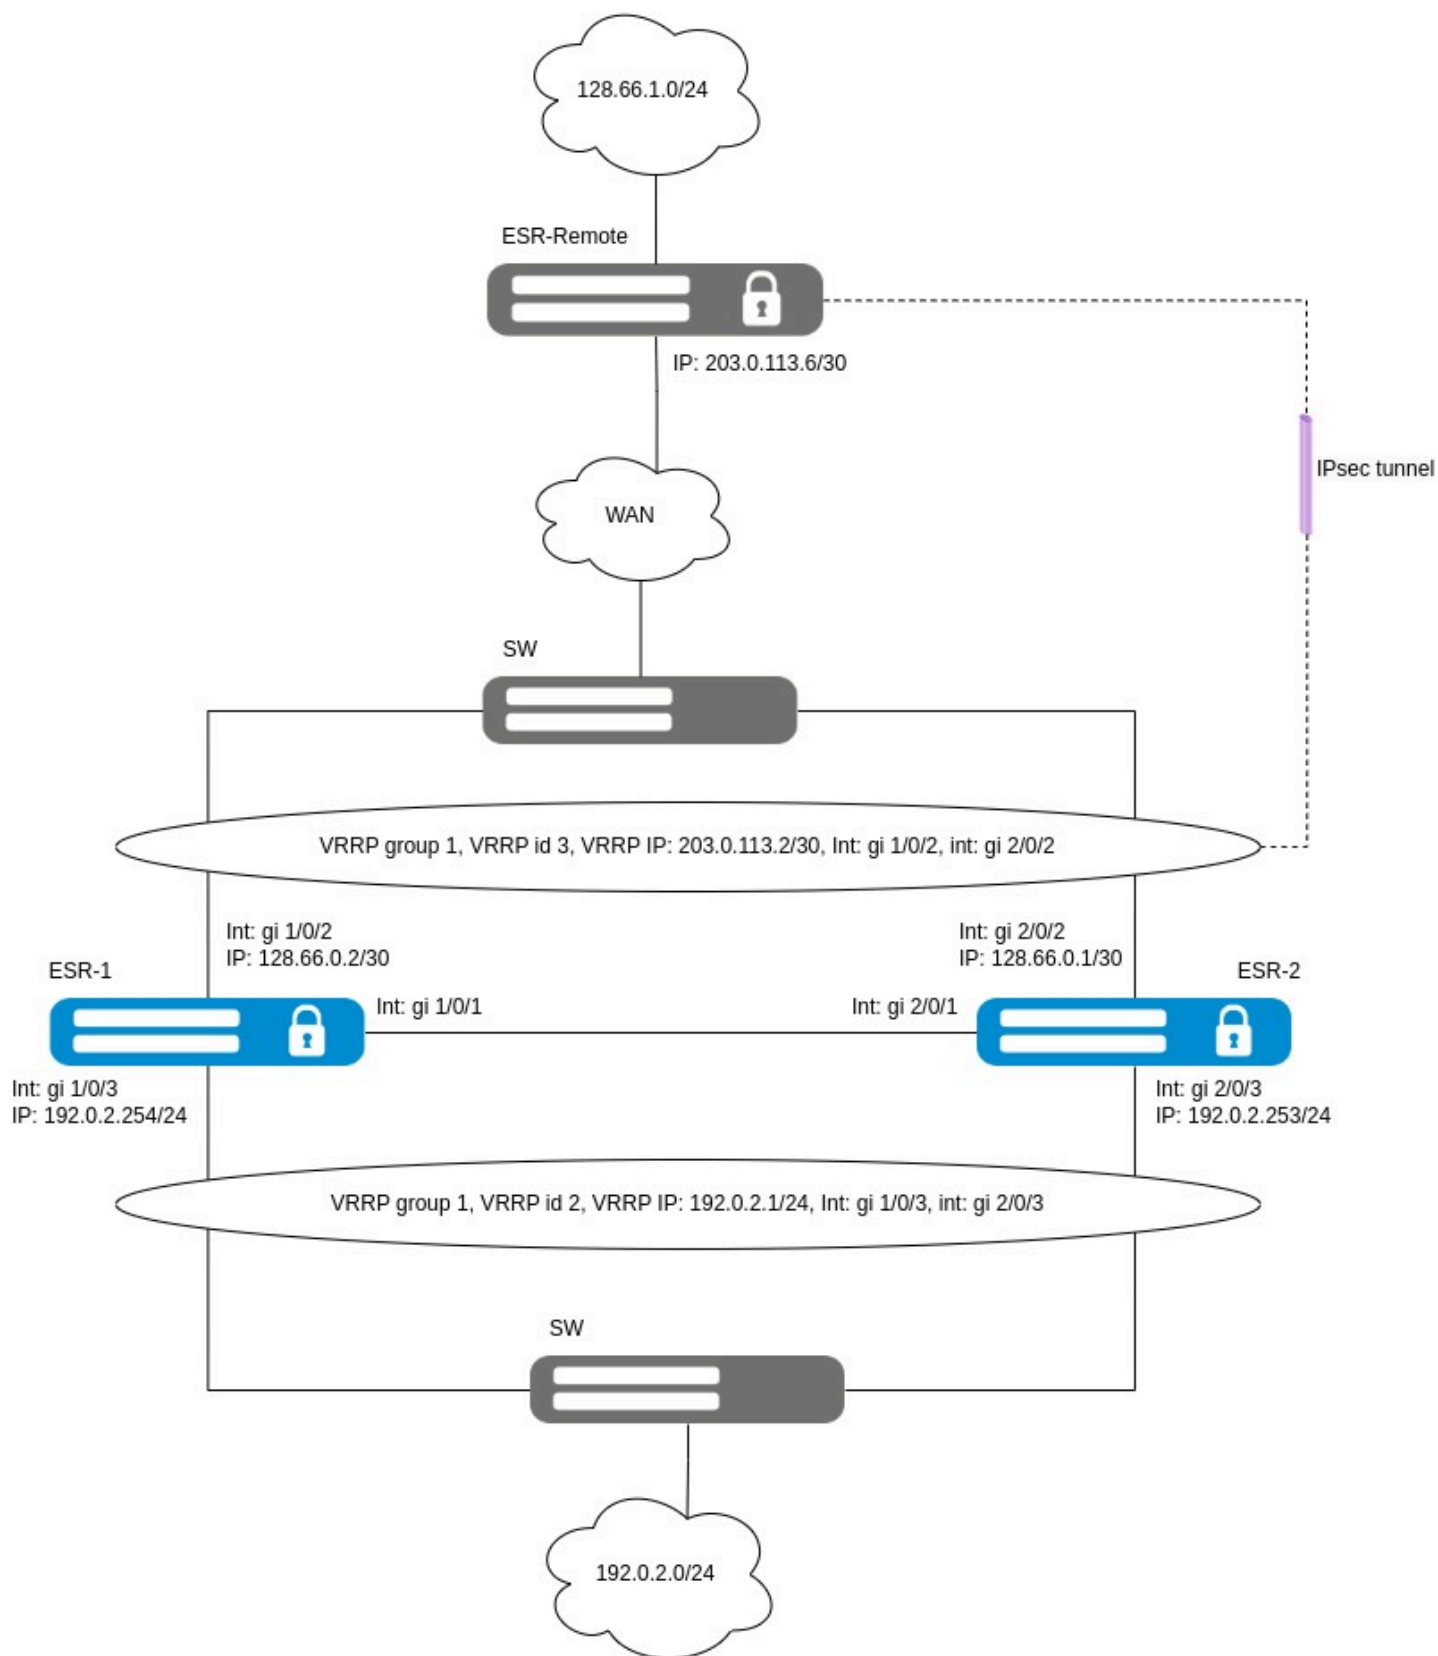 128.66.1.0/24
ESR-Remote
IP: 203.0.113.6/30
IPsec tunnel
WAN
SW
VRRP group 1, VRRP id 3, VRRP IP: 203.0.113.2/30, Int: gi 1/0/2, int: gi 2/0/2
Int: gi 1/0/2
IP: 128.66.0.2/30
Int: gi 2/0/2
IP: 128.66.0.1/30
ESR-1
ESR-2
Int: gi 1/0/1
Int: gi 2/0/1
Int: gi 1/0/3
IP: 192.0.2.254/24
Int: gi 2/0/3
IP: 192.0.2.253/24
VRRP group 1, VRRP id 2, VRRP IP: 192.0.2.1/24, Int: gi 1/0/3, int: gi 2/0/3
SW
192.0.2.0/24